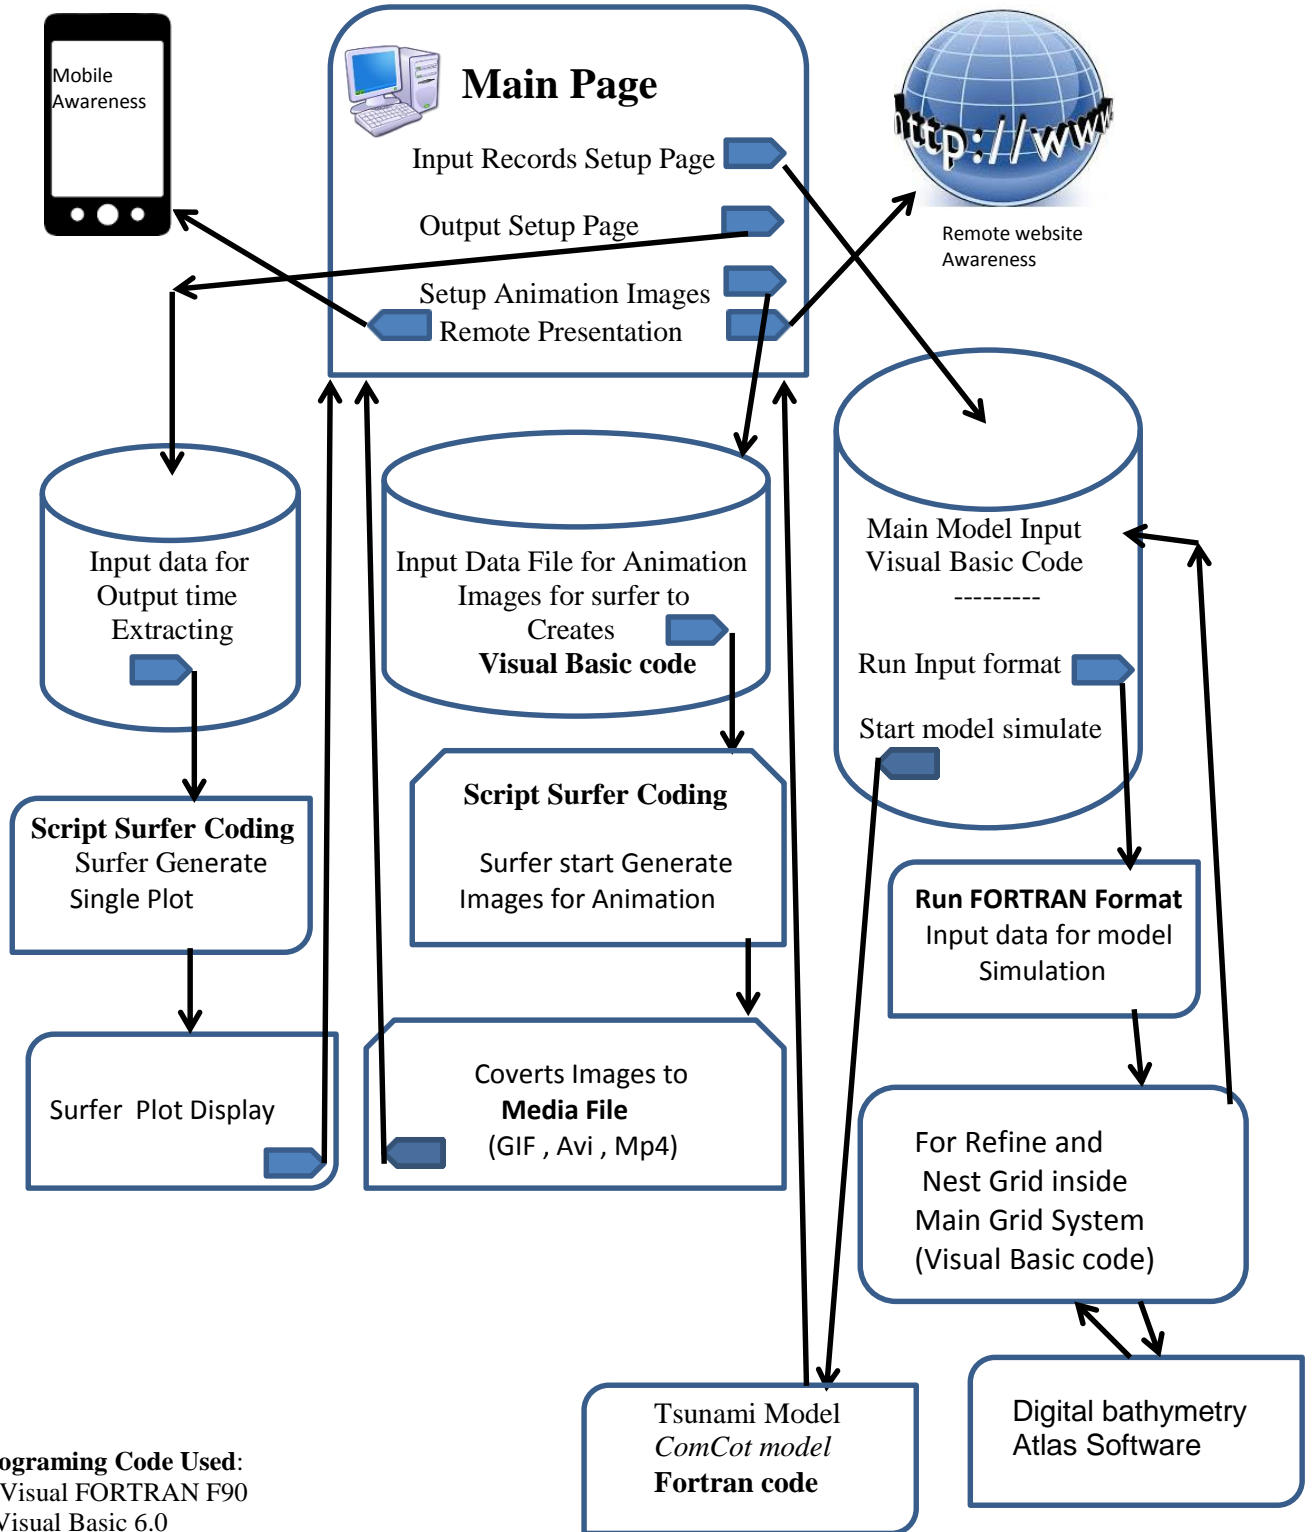 Mobile
Awareness
Main Page
Input Records Setup Page
Output Setup Page
Setup Animation Images
Remote Presentation
http://www
Remote website
Awareness
Input data for
Output time
Extracting
Input Data File for Animation
Images for surfer to
Creates
Visual Basic code
Main Model Input
Visual Basic Code
---------
Run Input format
Start model simulate
Script Surfer Coding
Surfer Generate
Single Plot
Script Surfer Coding
Surfer start Generate
Images for Animation
Run FORTRAN Format
Input data for model
Simulation
Surfer Plot Display
Coverts Images to
Media File
(GIF , Avi , Mp4)
For Refine and
Nest Grid inside
Main Grid System
(Visual Basic code)
Tsunami Model
ComCot model
Fortran code
Digital bathymetry
Atlas Software
ograming Code Used:
Visual FORTRAN F90
Visual Basic 6.0